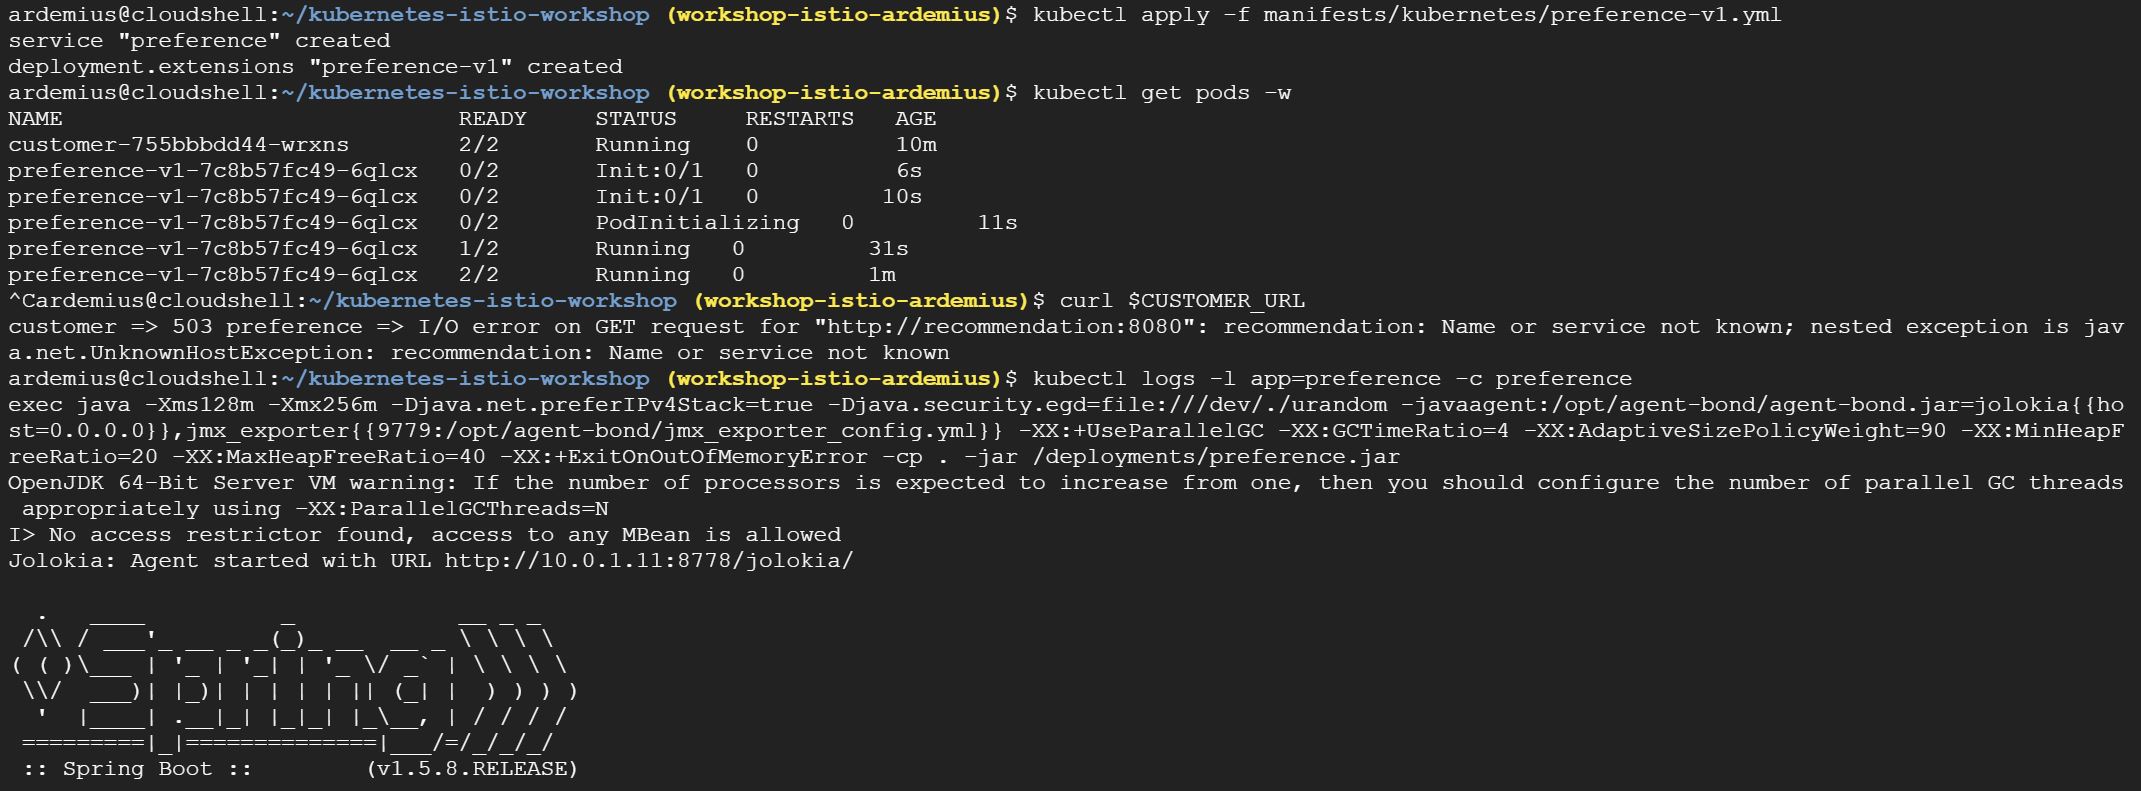 ardemius@cloudshell:~/kubernetes-istio-workshop (workshop-istio-ardemius)$ kubectl apply -f manifests/kubernetes/preference-v1.yml
service "preference" created
deployment.extensions "preference-v1" created
ardemius@cloudshell:~/kubernetes-istio-workshop (workshop-istio-ardemius)$ kubectl get pods -w
NAME                             READY     STATUS     RESTARTS   AGE
customer-755bbbdd44-wrxns        2/2       Running    0          10m
preference-v1-7c8b57fc49-6qlcx   0/2       Init:0/1   0          6s
preference-v1-7c8b57fc49-6qlcx   0/2       Init:0/1   0         10s
preference-v1-7c8b57fc49-6qlcx   0/2       PodInitializing   0         11s
preference-v1-7c8b57fc49-6qlcx   1/2       Running   0         31s
preference-v1-7c8b57fc49-6qlcx   2/2       Running   0         1m
^Cardemius@cloudshell:~/kubernetes-istio-workshop (workshop-istio-ardemius)$ curl $CUSTOMER_URL
customer => 503 preference => I/O error on GET request for "http://recommendation:8080": recommendation: Name or service not known; nested exception is jav
a.net.UnknownHostException: recommendation: Name or service not known
ardemius@cloudshell:~/kubernetes-istio-workshop (workshop-istio-ardemius)$ kubectl logs -l app=preference -c preference
exec java -Xms128m -Xmx256m -Djava.net.preferIPv4Stack=true -Djava.security.egd=file:///dev/./urandom -javaagent:/opt/agent-bond/agent-bond.jar=jolokia{{ho
st=0.0.0.0}},jmx_exporter{{9779:/opt/agent-bond/jmx_exporter_config.yml}} -XX:+UseParallelGC -XX:GCTimeRatio=4 -XX:AdaptiveSizePolicyWeight=90 -XX:MinHeapF
reeRatio=20 -XX:MaxHeapFreeRatio=40 -XX:+ExitOnOutOfMemoryError -cp . -jar /deployments/preference.jar
OpenJDK 64-Bit Server VM warning: If the number of processors is expected to increase from one, then you should configure the number of parallel GC threads
 appropriately using -XX:ParallelGCThreads=N
I> No access restrictor found, access to any MBean is allowed
Jolokia: Agent started with URL http://10.0.1.11:8778/jolokia/

  .   ____          _            __ _ _
 /\\ / ___'_ __ _ _(_)_ __  __ _ \ \ \ \
( ( )\___ | '_ | '_| | '_ \/ _` | \ \ \ \
 \\/  ___)| |_)| | | | | || (_| |  ) ) ) )
  '  |____| .__|_| |_|_| |_\__, | / / / /
 =========|_|==============|___/=/_/_/_/
 :: Spring Boot ::        (v1.5.8.RELEASE)